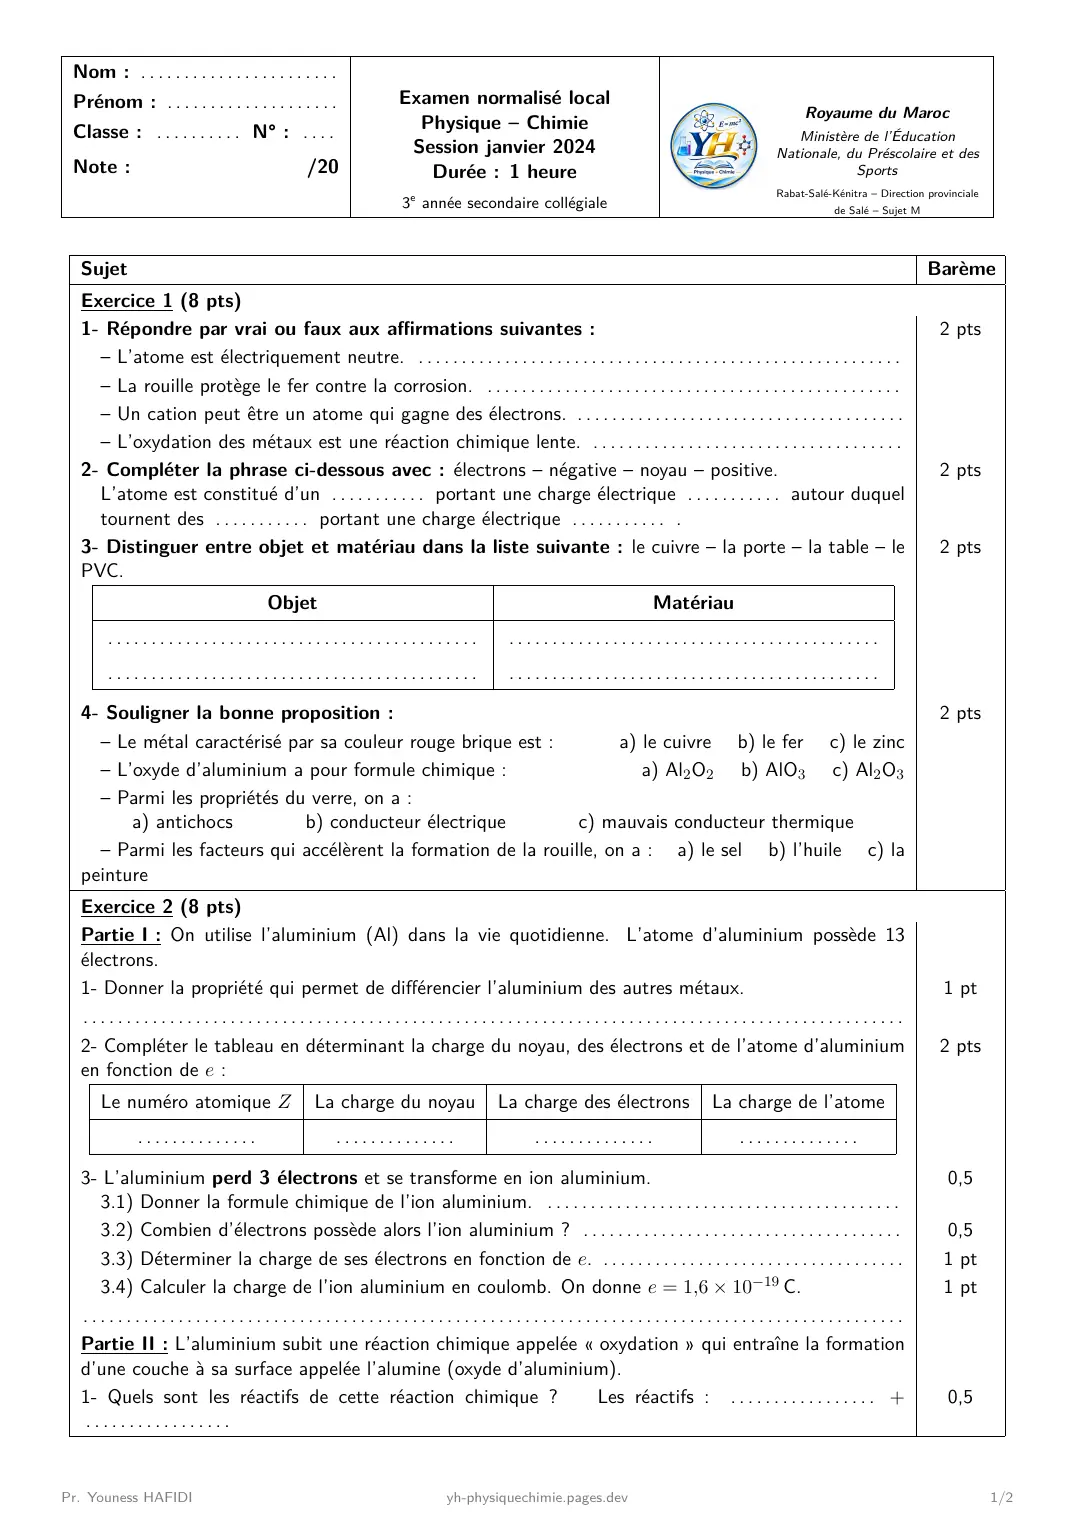 Nom : ......................
Prénom : ....................
Classe : .......... N° : ....
Note : /20
Examen normalisé local
Physique – Chimie
Session janvier 2024
Durée : 1 heure
3e année secondaire collégiale
E=mc²
YH
Physique - Chimie
Royaume du Maroc
Ministère de l'Éducation
Nationale, du Préscolaire et des
Sports
Rabat-Salé-Kénitra – Direction provinciale
de Salé – Sujet M
Sujet Barème
Exercice 1 (8 pts)
1- Répondre par vrai ou faux aux affirmations suivantes : 2 pts
– L'atome est électriquement neutre. ........................................................
– La rouille protège le fer contre la corrosion. ................................................
– Un cation peut être un atome qui gagne des électrons. ......................................
– L'oxydation des métaux est une réaction chimique lente. ....................................
2- Compléter la phrase ci-dessous avec : électrons – négative – noyau – positive. 2 pts
L'atome est constitué d'un ........... portant une charge électrique ........... autour duquel
tournent des ........... portant une charge électrique ........... .
3- Distinguer entre objet et matériau dans la liste suivante : le cuivre – la porte – la table – le 2 pts
PVC.
Objet Matériau
........................................... ...........................................
........................................... ...........................................
4- Souligner la bonne proposition : 2 pts
– Le métal caractérisé par sa couleur rouge brique est : a) le cuivre b) le fer c) le zinc
– L'oxyde d'aluminium a pour formule chimique : a) Al₂O₂ b) AlO₃ c) Al₂O₃
– Parmi les propriétés du verre, on a :
a) antichocs b) conducteur électrique c) mauvais conducteur thermique
– Parmi les facteurs qui accélèrent la formation de la rouille, on a : a) le sel b) l'huile c) la
peinture
Exercice 2 (8 pts)
Partie I : On utilise l'aluminium (Al) dans la vie quotidienne. L'atome d'aluminium possède 13
électrons.
1- Donner la propriété qui permet de différencier l'aluminium des autres métaux. 1 pt
...............................................................................................
2- Compléter le tableau en déterminant la charge du noyau, des électrons et de l'atome d'aluminium 2 pts
en fonction de e :
Le numéro atomique Z La charge du noyau La charge des électrons La charge de l'atome
.............. .............. .............. ..............
3- L'aluminium perd 3 électrons et se transforme en ion aluminium. 0,5
3.1) Donner la formule chimique de l'ion aluminium. .........................................
3.2) Combien d'électrons possède alors l'ion aluminium ? ..................................... 0,5
3.3) Déterminer la charge de ses électrons en fonction de e. ................................... 1 pt
3.4) Calculer la charge de l'ion aluminium en coulomb. On donne e = 1,6 × 10⁻¹⁹ C. 1 pt
...............................................................................................
Partie II : L'aluminium subit une réaction chimique appelée « oxydation » qui entraîne la formation
d'une couche à sa surface appelée l'alumine (oxyde d'aluminium).
1- Quels sont les réactifs de cette réaction chimique ? Les réactifs : ................. + 0,5
.................
Pr. Youness HAFIDI yh-physiquechimie.pages.dev 1/2